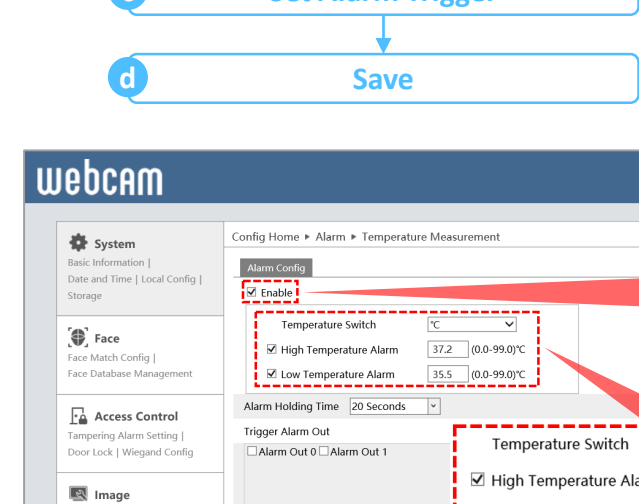 d Save
webcam
System
Basic Information |
Date and Time | Local Config |
Storage
Face
Face Match Config |
Face Database Management
Access Control
Tampering Alarm Setting |
Door Lock | Wiegand Config
Image
Config Home ▸ Alarm ▸ Temperature Measurement
Alarm Config
Enable
Temperature Switch °C
High Temperature Alarm 37.2 (0.0-99.0)°C
Low Temperature Alarm 35.5 (0.0-99.0)°C
Alarm Holding Time 20 Seconds
Trigger Alarm Out
Alarm Out 0 Alarm Out 1
Temperature Switch
High Temperature